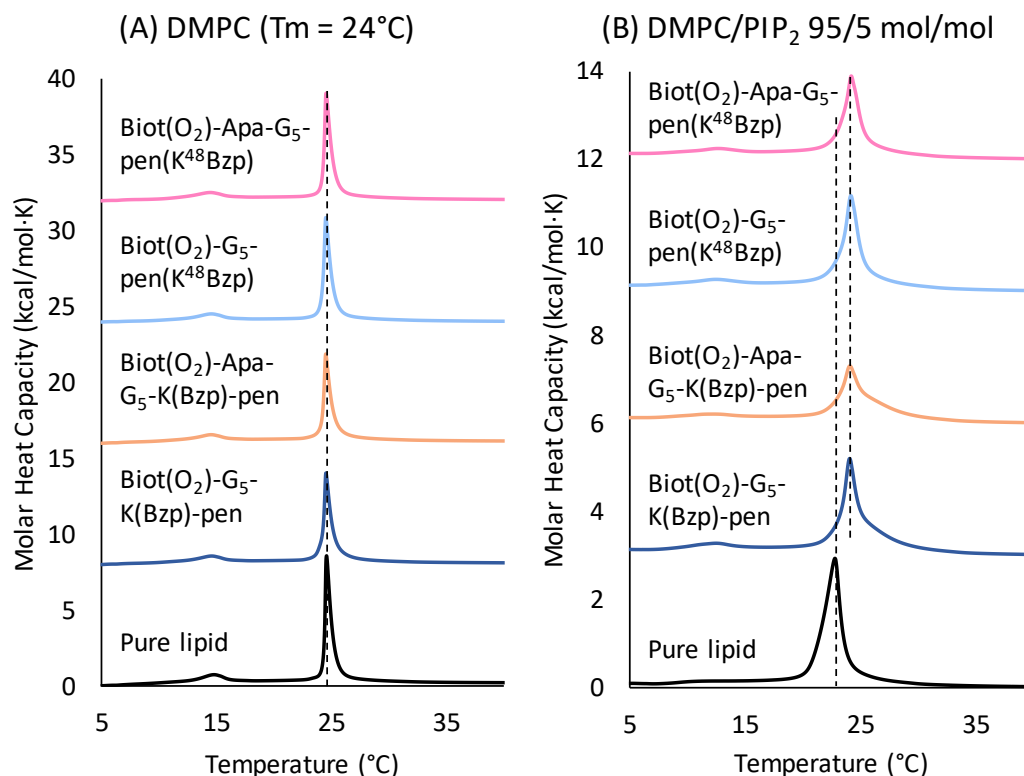 (A) DMPC (Tm = 24°C)
Molar Heat Capacity (kcal/mol·K)
40
35
30
25
20
15
10
5
0
Biot(O₂)-Apa-G₅-
pen(K⁴⁸Bzp)
Biot(O₂)-G₅-
pen(K⁴⁸Bzp)
Biot(O₂)-Apa-
G₅-K(Bzp)-pen
Biot(O₂)-G₅-
K(Bzp)-pen
Pure lipid
5 15 25 35
Temperature (°C)
(B) DMPC/PIP₂ 95/5 mol/mol
Molar Heat Capacity (kcal/mol·K)
14
12
10
8
6
4
2
0
Biot(O₂)-Apa-G₅-
pen(K⁴⁸Bzp)
Biot(O₂)-G₅-
pen(K⁴⁸Bzp)
Biot(O₂)-Apa-
G₅-K(Bzp)-pen
Biot(O₂)-G₅-
K(Bzp)-pen
Pure lipid
5 15 25 35
Temperature (°C)